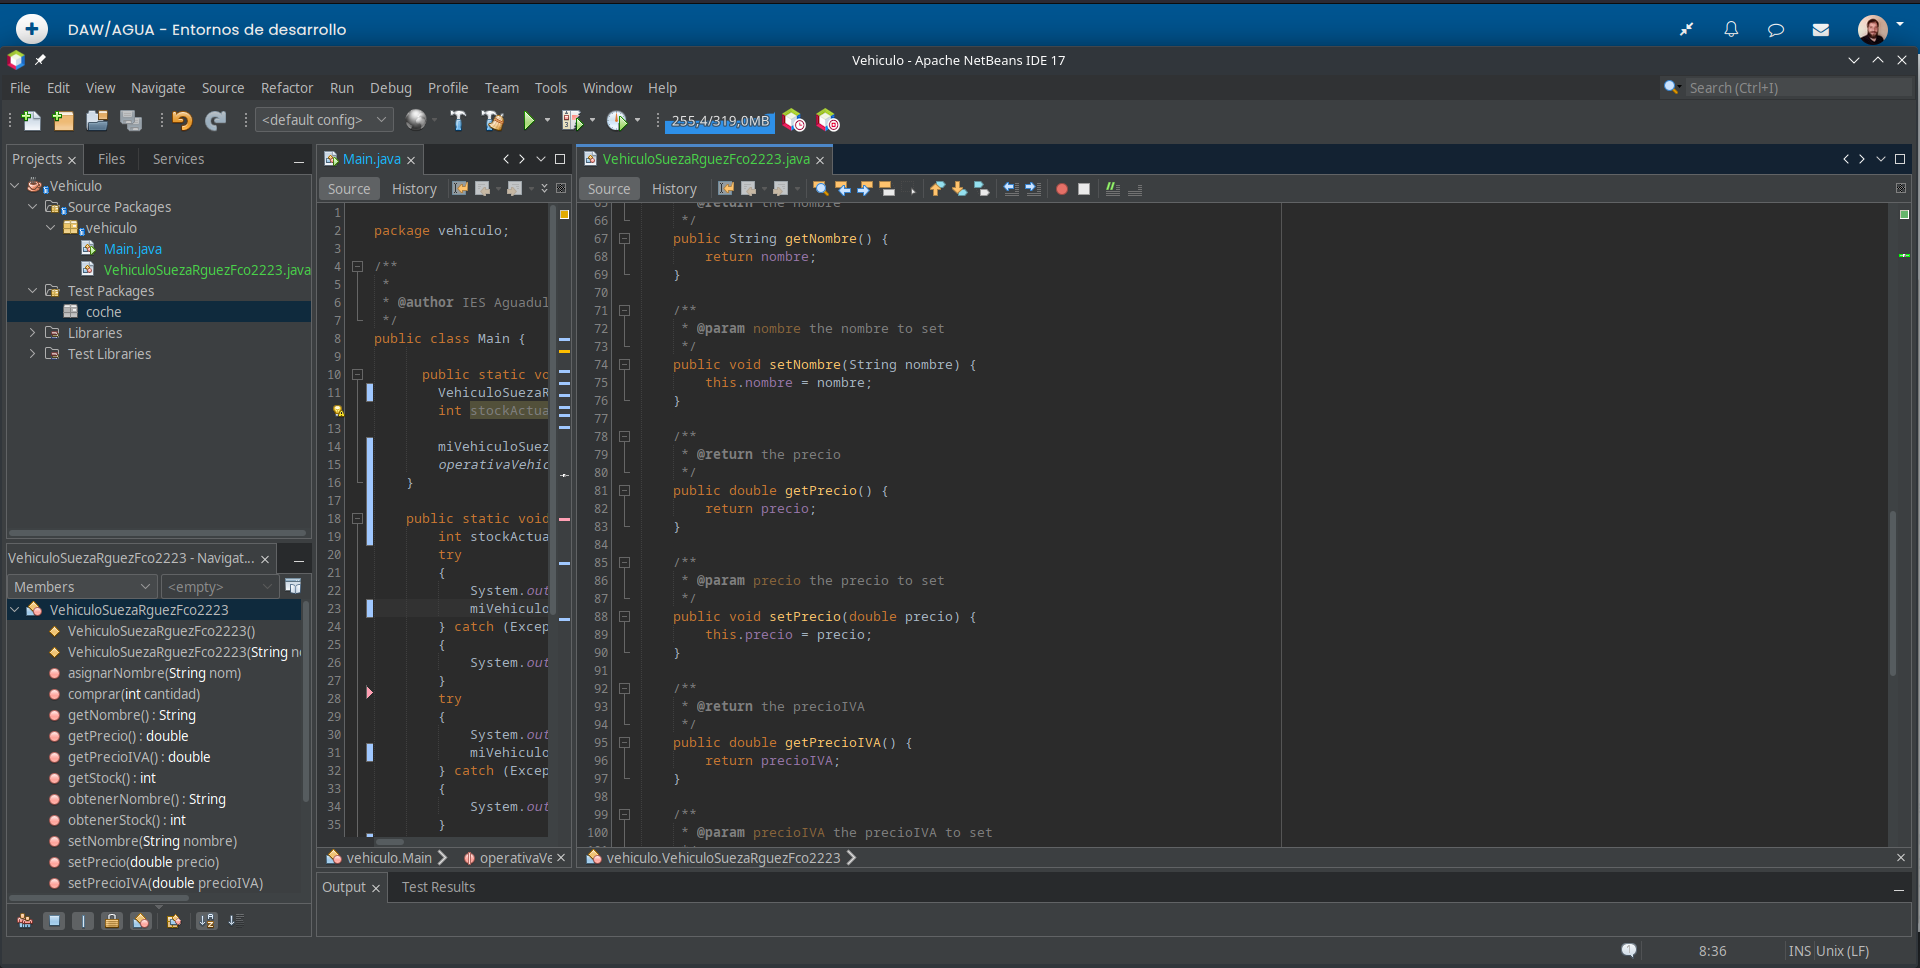 DAW/AGUA - Entornos de desarrollo
Vehiculo - Apache NetBeans IDE 17
File Edit View Navigate Source Refactor Run Debug Profile Team Tools Window Help
Search (Ctrl+I)
<default config>
255,4/319,0MB
Projects Files Services
Vehiculo
Source Packages
vehiculo
Main.java
VehiculoSuezaRguezFco2223.java
Test Packages
coche
Libraries
Test Libraries
VehiculoSuezaRguezFco2223 - Navigat...
Members <empty>
VehiculoSuezaRguezFco2223
VehiculoSuezaRguezFco2223()
VehiculoSuezaRguezFco2223(String n
asignarNombre(String nom)
comprar(int cantidad)
getNombre() : String
getPrecio() : double
getPrecioIVA() : double
getStock() : int
obtenerNombre() : String
obtenerStock() : int
setNombre(String nombre)
setPrecio(double precio)
setPrecioIVA(double precioIVA)
Main.java
Source History
1
2 package vehiculo;
3
4 /**
5 *
6 * @author IES Aguadul
7 */
8 public class Main {
9
10 public static vo
11 VehiculoSuezaR
int stockActua
13
14 miVehiculoSuez
15 operativaVehic
16 }
17
18 public static void
19 int stockActua
20 try
21 {
22 System.out
23 miVehiculo
24 } catch (Excep
25 {
26 System.out
27 }
28 try
29 {
30 System.out
31 miVehiculo
32 } catch (Excep
33 {
34 System.out
35 }
vehiculo.Main operativaVe
VehiculoSuezaRguezFco2223.java
Source History
65 * @return the nombre
66 */
67 public String getNombre() {
68 return nombre;
69 }
70
71 /**
72 * @param nombre the nombre to set
73 */
74 public void setNombre(String nombre) {
75 this.nombre = nombre;
76 }
77
78 /**
79 * @return the precio
80 */
81 public double getPrecio() {
82 return precio;
83 }
84
85 /**
86 * @param precio the precio to set
87 */
88 public void setPrecio(double precio) {
89 this.precio = precio;
90 }
91
92 /**
93 * @return the precioIVA
94 */
95 public double getPrecioIVA() {
96 return precioIVA;
97 }
98
99 /**
100 * @param precioIVA the precioIVA to set
vehiculo.VehiculoSuezaRguezFco2223
Output Test Results
8:36 INS Unix (LF)